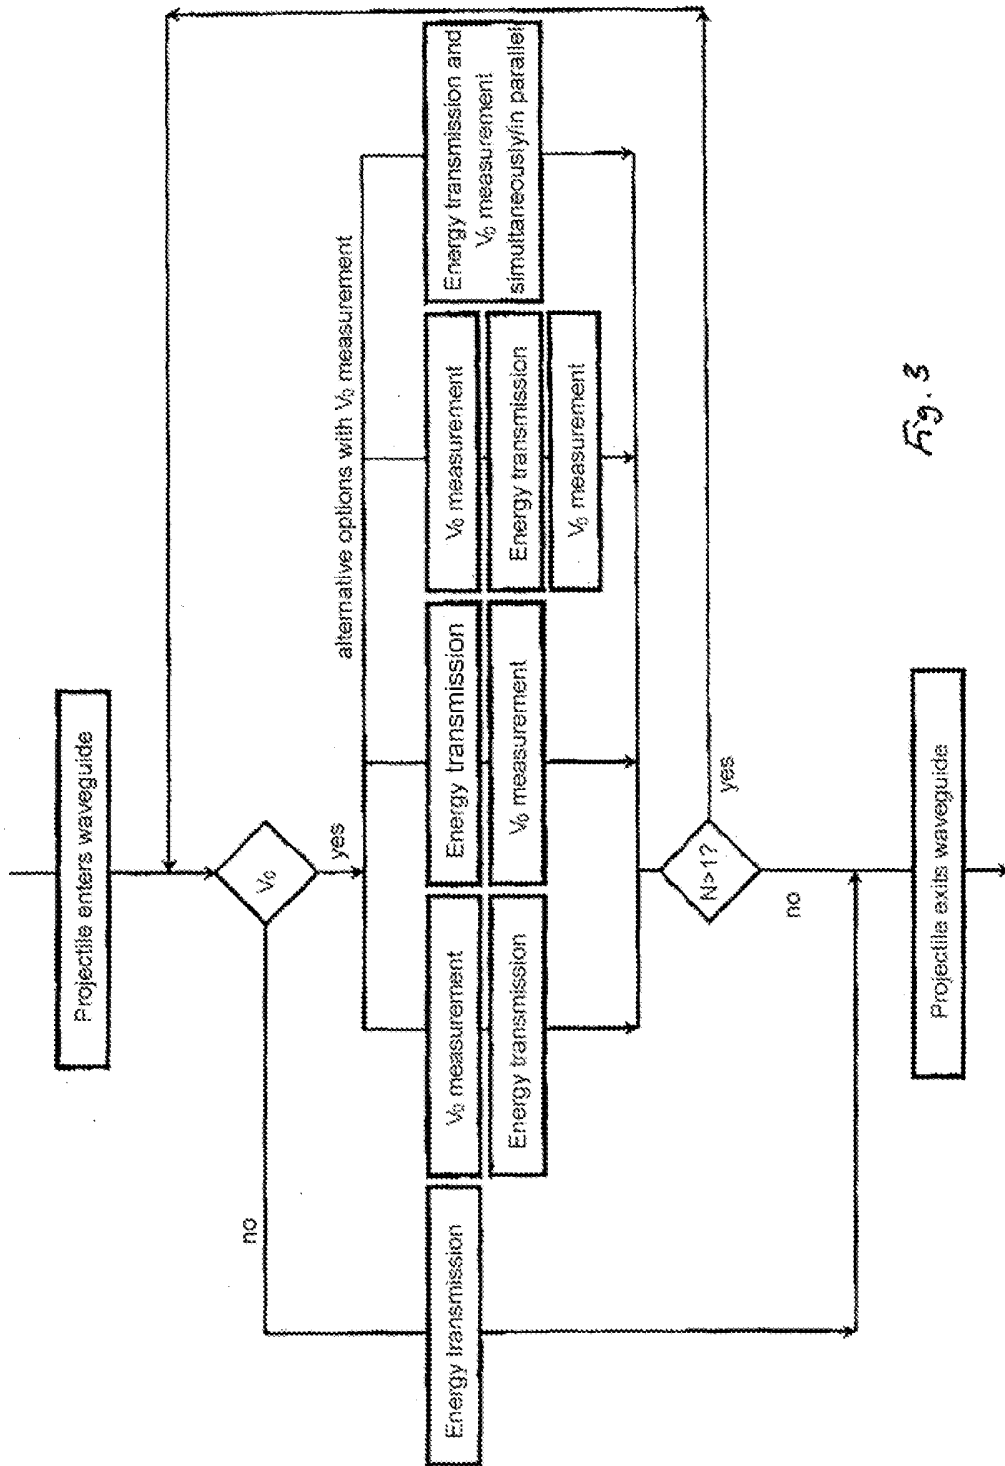 Projectile enters waveguide
V₀
no
yes
alternative options with V₀ measurement
Energy transmission
V₀ measurement
Energy transmission
Energy transmission
V₀ measurement
V₀ measurement
Energy transmission
V₀ measurement
Energy transmission and
V₀ measurement
simultaneously/in parallel
N>1?
yes
no
Projectile exits waveguide
Fig. 3